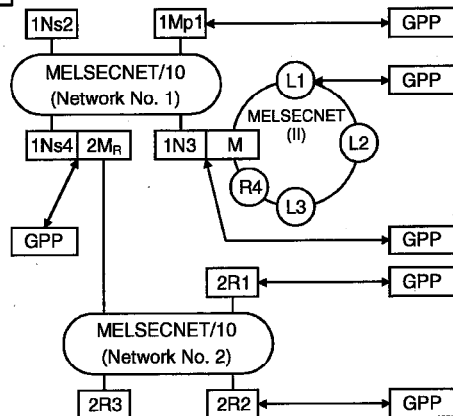 1Ns2
1Mp1
GPP
MELSECNET/10
(Network No. 1)
L1
GPP
MELSECNET
(II)
L2
1Ns4
2MR
1N3
M
R4
L3
GPP
GPP
2R1
GPP
MELSECNET/10
(Network No. 2)
2R3
2R2
GPP